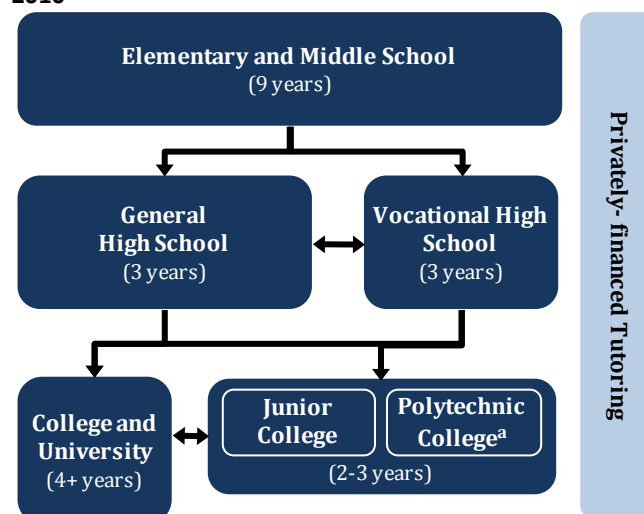 Elementary and Middle School
(9 years)
General
High School
(3 years)
Vocational High
School
(3 years)
College and
University
(4+ years)
Junior
College
Polytechnic
Collegeᵃ
(2-3 years)
Privately- financed Tutoring